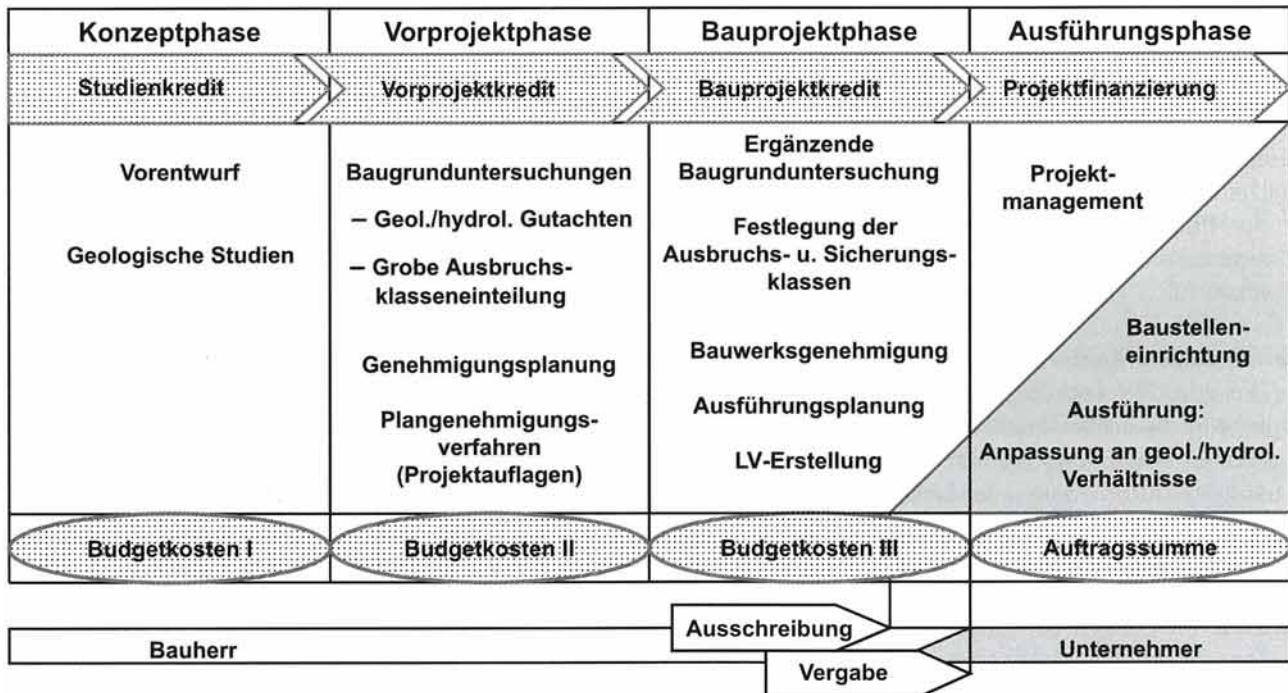 Konzeptphase
Vorprojektphase
Bauprojektphase
Ausführungsphase
Studienkredit
Vorprojektkredit
Bauprojektkredit
Projektfinanzierung
Vorentwurf
Geologische Studien
Baugrunduntersuchungen
– Geol./hydrol. Gutachten
– Grobe Ausbruchs-
klasseneinteilung
Genehmigungsplanung
Plangenehmigungs-
verfahren
(Projektauflagen)
Ergänzende
Baugrunduntersuchung
Festlegung der
Ausbruchs- u. Sicherungs-
klassen
Bauwerksgenehmigung
Ausführungsplanung
LV-Erstellung
Projekt-
management
Baustellen-
einrichtung
Ausführung:
Anpassung an geol./hydrol.
Verhältnisse
Budgetkosten I
Budgetkosten II
Budgetkosten III
Auftragssumme
Ausschreibung
Bauherr
Unternehmer
Vergabe